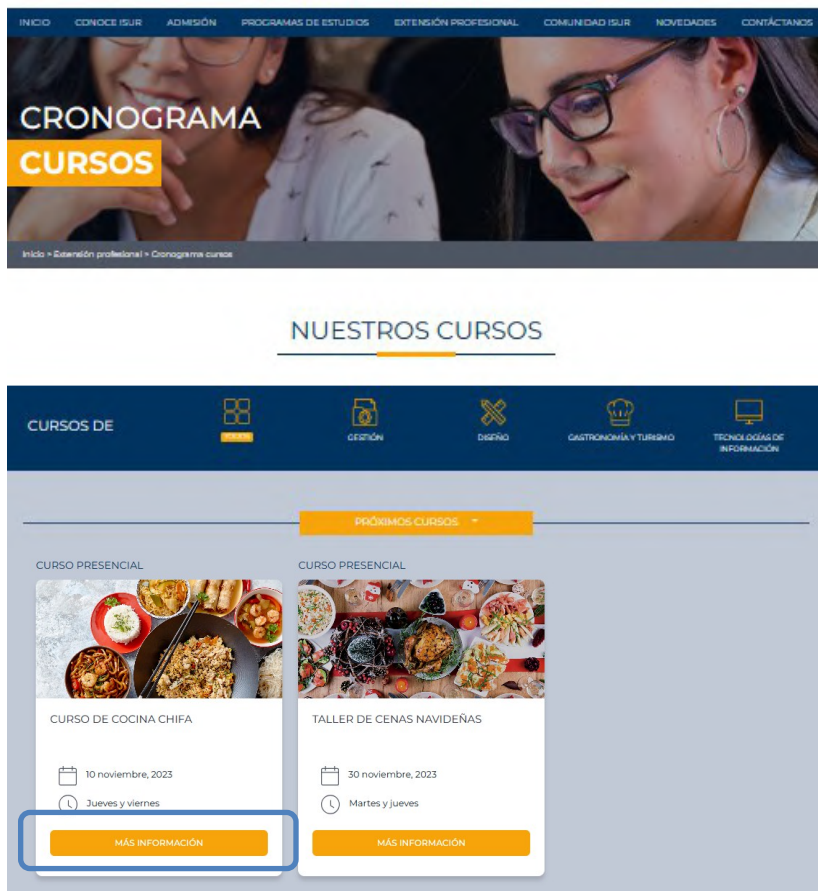 INICIO CONOCE ISUR ADMISIÓN PROGRAMAS DE ESTUDIOS EXTENSIÓN PROFESIONAL COMUNIDAD ISUR NOVEDADES CONTÁCTANOS
CRONOGRAMA
CURSOS
Inicio > Extensión profesional > Cronograma cursos
NUESTROS CURSOS
CURSOS DE
TODOS
GESTIÓN
DISEÑO
GASTRONOMÍA Y TURISMO
TECNOLOGÍAS DE
INFORMACIÓN
PRÓXIMOS CURSOS
CURSO PRESENCIAL
CURSO DE COCINA CHIFA
10 noviembre, 2023
Jueves y viernes
MÁS INFORMACIÓN
CURSO PRESENCIAL
TALLER DE CENAS NAVIDEÑAS
30 noviembre, 2023
Martes y jueves
MÁS INFORMACIÓN